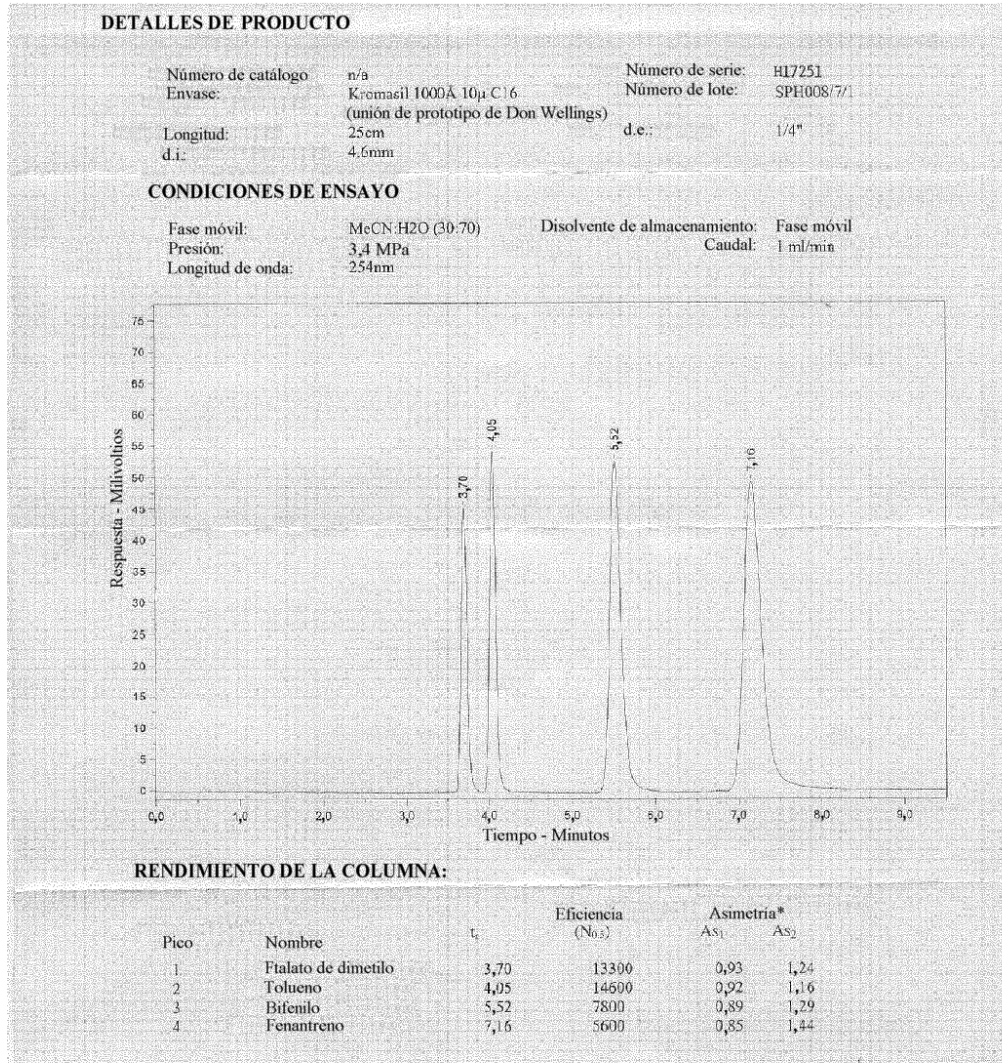 DETALLES DE PRODUCTO
Número de catálogo n/a Número de serie: H17251
Envase: Kromasil 1000Å 10µ C16 Número de lote: SPH008/7/1
(unión de prototipo de Don Wellings)
Longitud: 25cm d.e.: 1/4"
d.i.: 4.6mm
CONDICIONES DE ENSAYO
Fase móvil: MeCN:H2O (30:70) Disolvente de almacenamiento: Fase móvil
Presión: 3,4 MPa Caudal: 1 ml/min
Longitud de onda: 254nm
75
70
65
60
55
50
45
40
35
30
25
20
15
10
5
0
Respuesta - Milivoltios
3,70
4,05
5,52
7,16
0,0 1,0 2,0 3,0 4,0 5,0 6,0 7,0 8,0 9,0
Tiempo - Minutos
RENDIMIENTO DE LA COLUMNA:
Eficiencia Asimetría*
Pico Nombre tr (N0.5) As1 As2
1 Ftalato de dimetilo 3,70 13300 0,93 1,24
2 Tolueno 4,05 14600 0,92 1,16
3 Bifenilo 5,52 7800 0,89 1,29
4 Fenantreno 7,16 5600 0,85 1,44